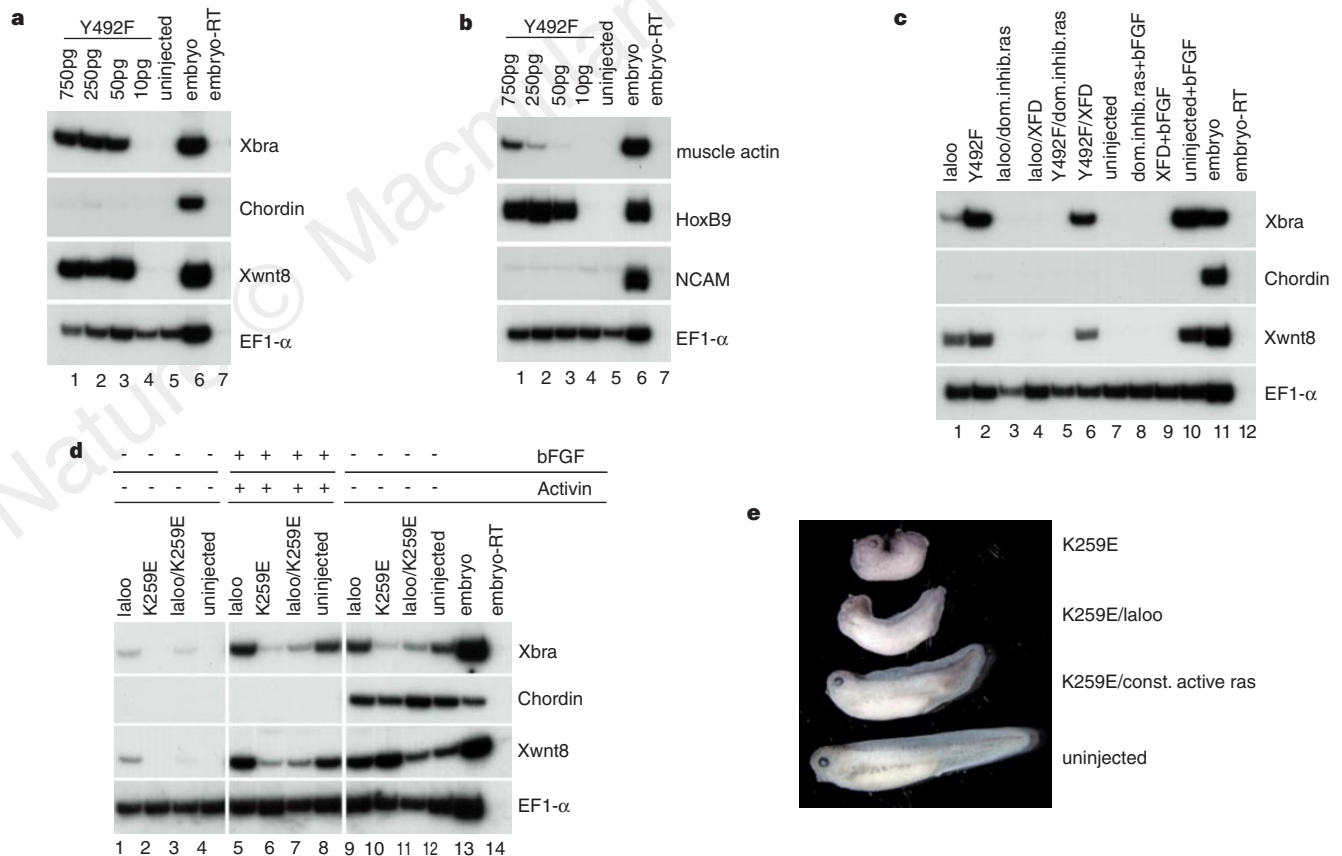 a
Y492F
750pg
250pg
50pg
10pg
uninjected
embryo
embryo-RT
Xbra
Chordin
Xwnt8
EF1-α
1 2 3 4 5 6 7
b
Y492F
750pg
250pg
50pg
10pg
uninjected
embryo
embryo-RT
muscle actin
HoxB9
NCAM
EF1-α
1 2 3 4 5 6 7
c
laloo
Y492F
laloo/dom.inhib.ras
laloo/XFD
Y492F/dom.inhib.ras
Y492F/XFD
uninjected
dom.inhib.ras+bFGF
XFD+bFGF
uninjected+bFGF
embryo
embryo-RT
Xbra
Chordin
Xwnt8
EF1-α
1 2 3 4 5 6 7 8 9 10 11 12
d
- - - - + + + + - - - - bFGF
- - - - + + + + - - - - Activin
laloo
K259E
laloo/K259E
uninjected
laloo
K259E
laloo/K259E
uninjected
laloo
K259E
laloo/K259E
uninjected
embryo
embryo-RT
Xbra
Chordin
Xwnt8
EF1-α
1 2 3 4 5 6 7 8 9 10 11 12 13 14
e
K259E
K259E/laloo
K259E/const. active ras
uninjected
Nature © Macmillan